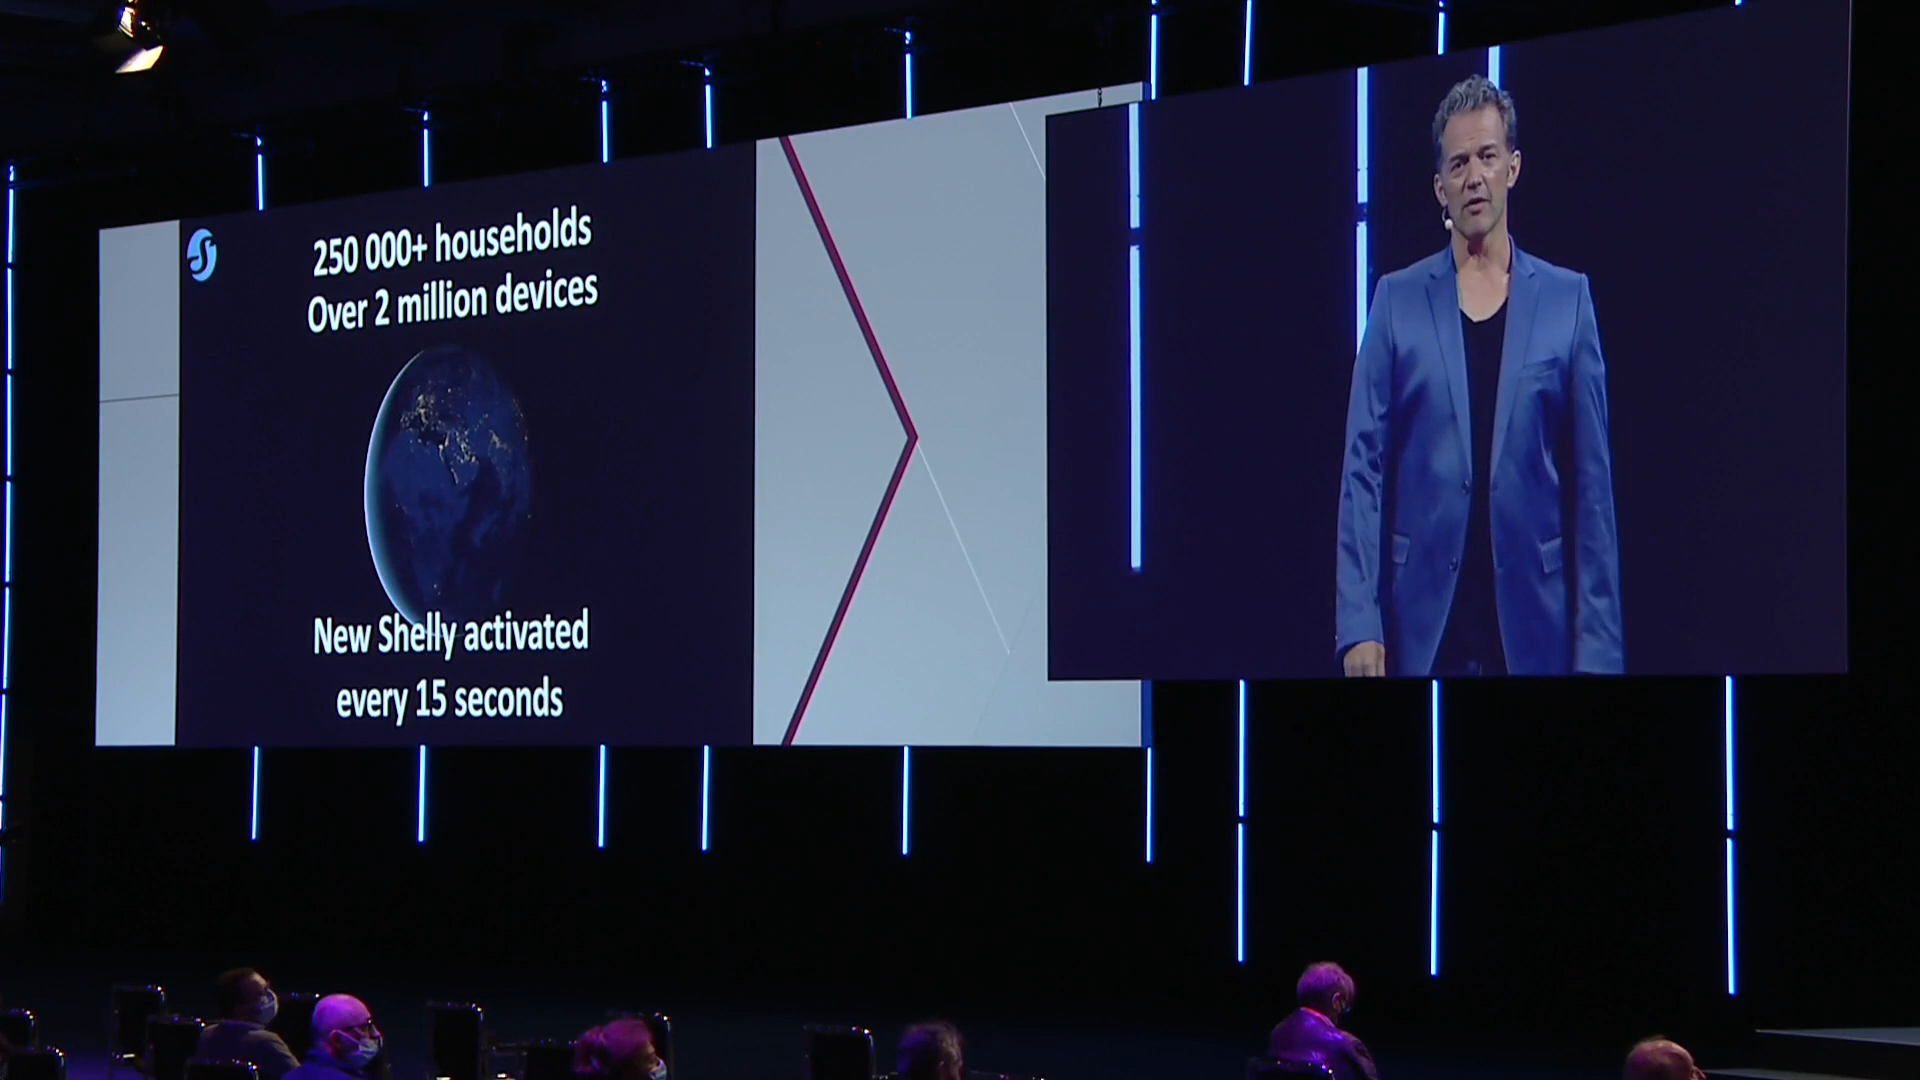 250 000+ households
Over 2 million devices
New Shelly activated
every 15 seconds